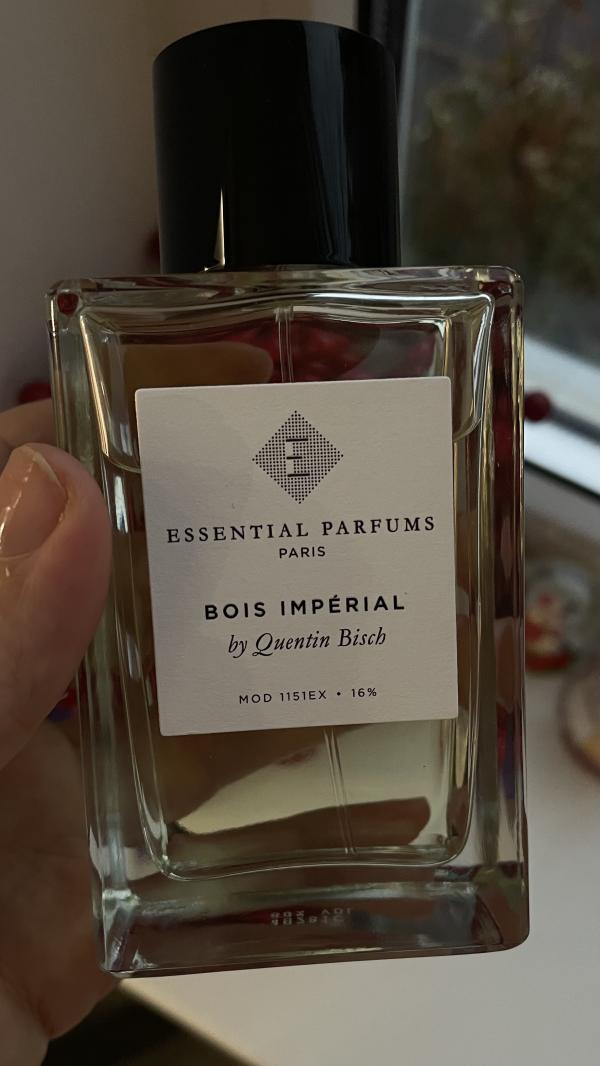 E
ESSENTIAL PARFUMS
PARIS
BOIS IMPÉRIAL
by Quentin Bisch
MOD 1151EX • 16%